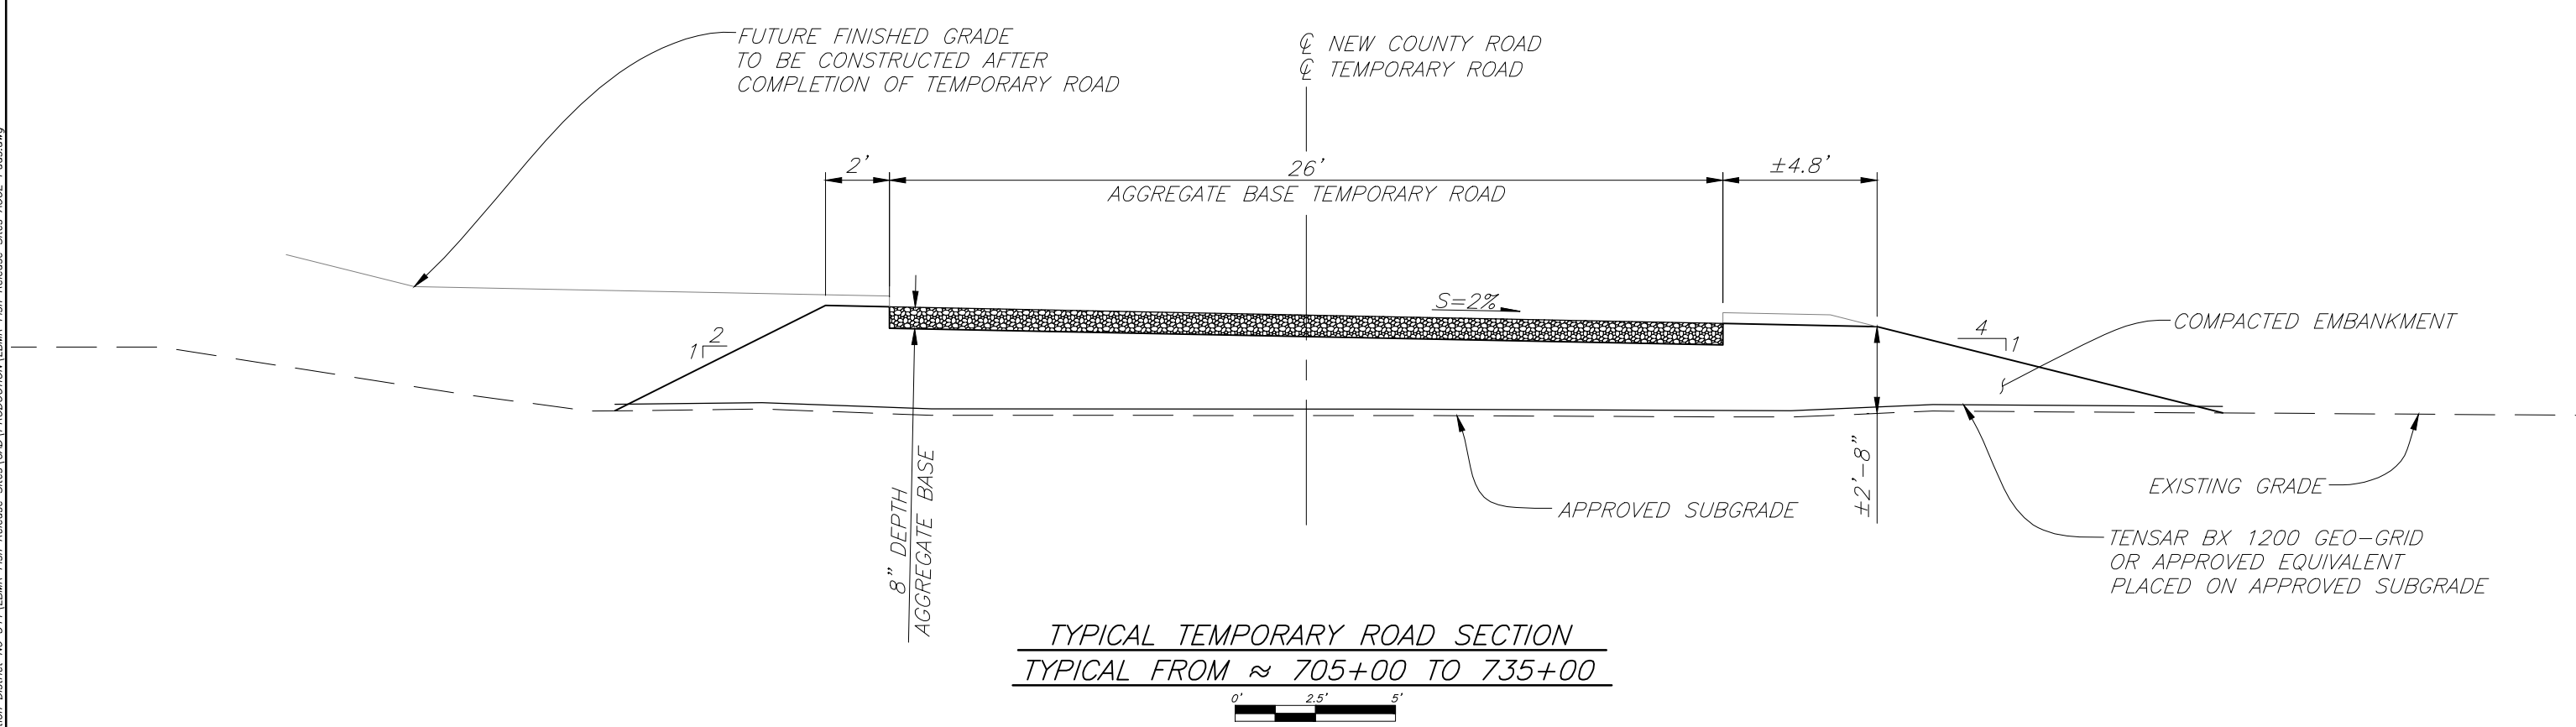 FUTURE FINISHED GRADE
TO BE CONSTRUCTED AFTER
COMPLETION OF TEMPORARY ROAD
℄ NEW COUNTY ROAD
℄ TEMPORARY ROAD
2'
26'
AGGREGATE BASE TEMPORARY ROAD
±4.8'
S=2%
2
1
4
1
COMPACTED EMBANKMENT
8" DEPTH
AGGREGATE BASE
±2'-8"
APPROVED SUBGRADE
EXISTING GRADE
TENSAR BX 1200 GEO-GRID
OR APPROVED EQUIVALENT
PLACED ON APPROVED SUBGRADE
TYPICAL TEMPORARY ROAD SECTION
TYPICAL FROM ≈ 705+00 TO 735+00
0' 2.5' 5'